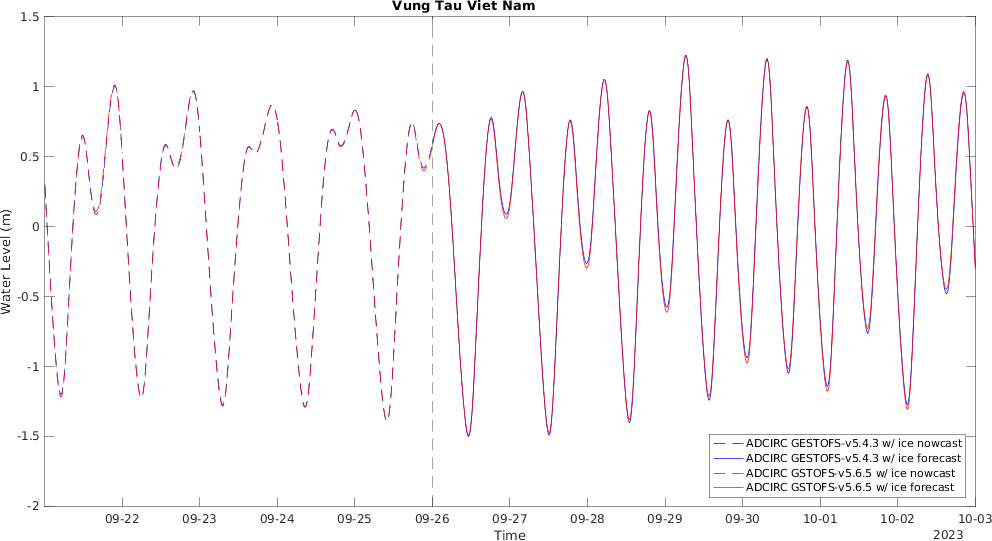 Vung Tau Viet Nam
1.5
1
0.5
0
-0.5
-1
-1.5
-2
Water Level (m)
ADCIRC GESTOFS-v5.4.3 w/ ice nowcast
ADCIRC GESTOFS-v5.4.3 w/ ice forecast
ADCIRC GSTOFS-v5.6.5 w/ ice nowcast
ADCIRC GSTOFS-v5.6.5 w/ ice forecast
09-22 09-23 09-24 09-25 09-26 09-27 09-28 09-29 09-30 10-01 10-02 10-03
Time
2023